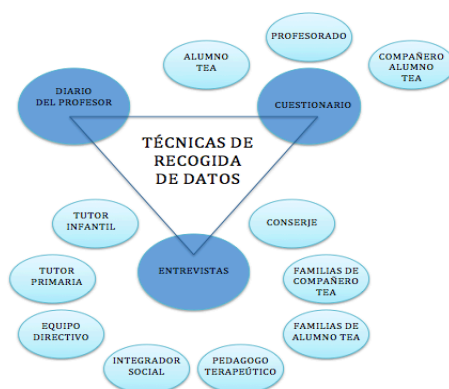 PROFESORADO
ALUMNO
TEA
COMPAÑERO
ALUMNO
TEA
DIARIO
DEL PROFESOR
CUESTIONARIO
TÉCNICAS DE
RECOGIDA
DE DATOS
TUTOR
INFANTIL
CONSERJE
ENTREVISTAS
TUTOR
PRIMARIA
FAMILIAS DE
COMPAÑERO
TEA
EQUIPO
DIRECTIVO
FAMILIAS DE
ALUMNO TEA
INTEGRADOR
SOCIAL
PEDAGOGO
TERAPEÚTICO